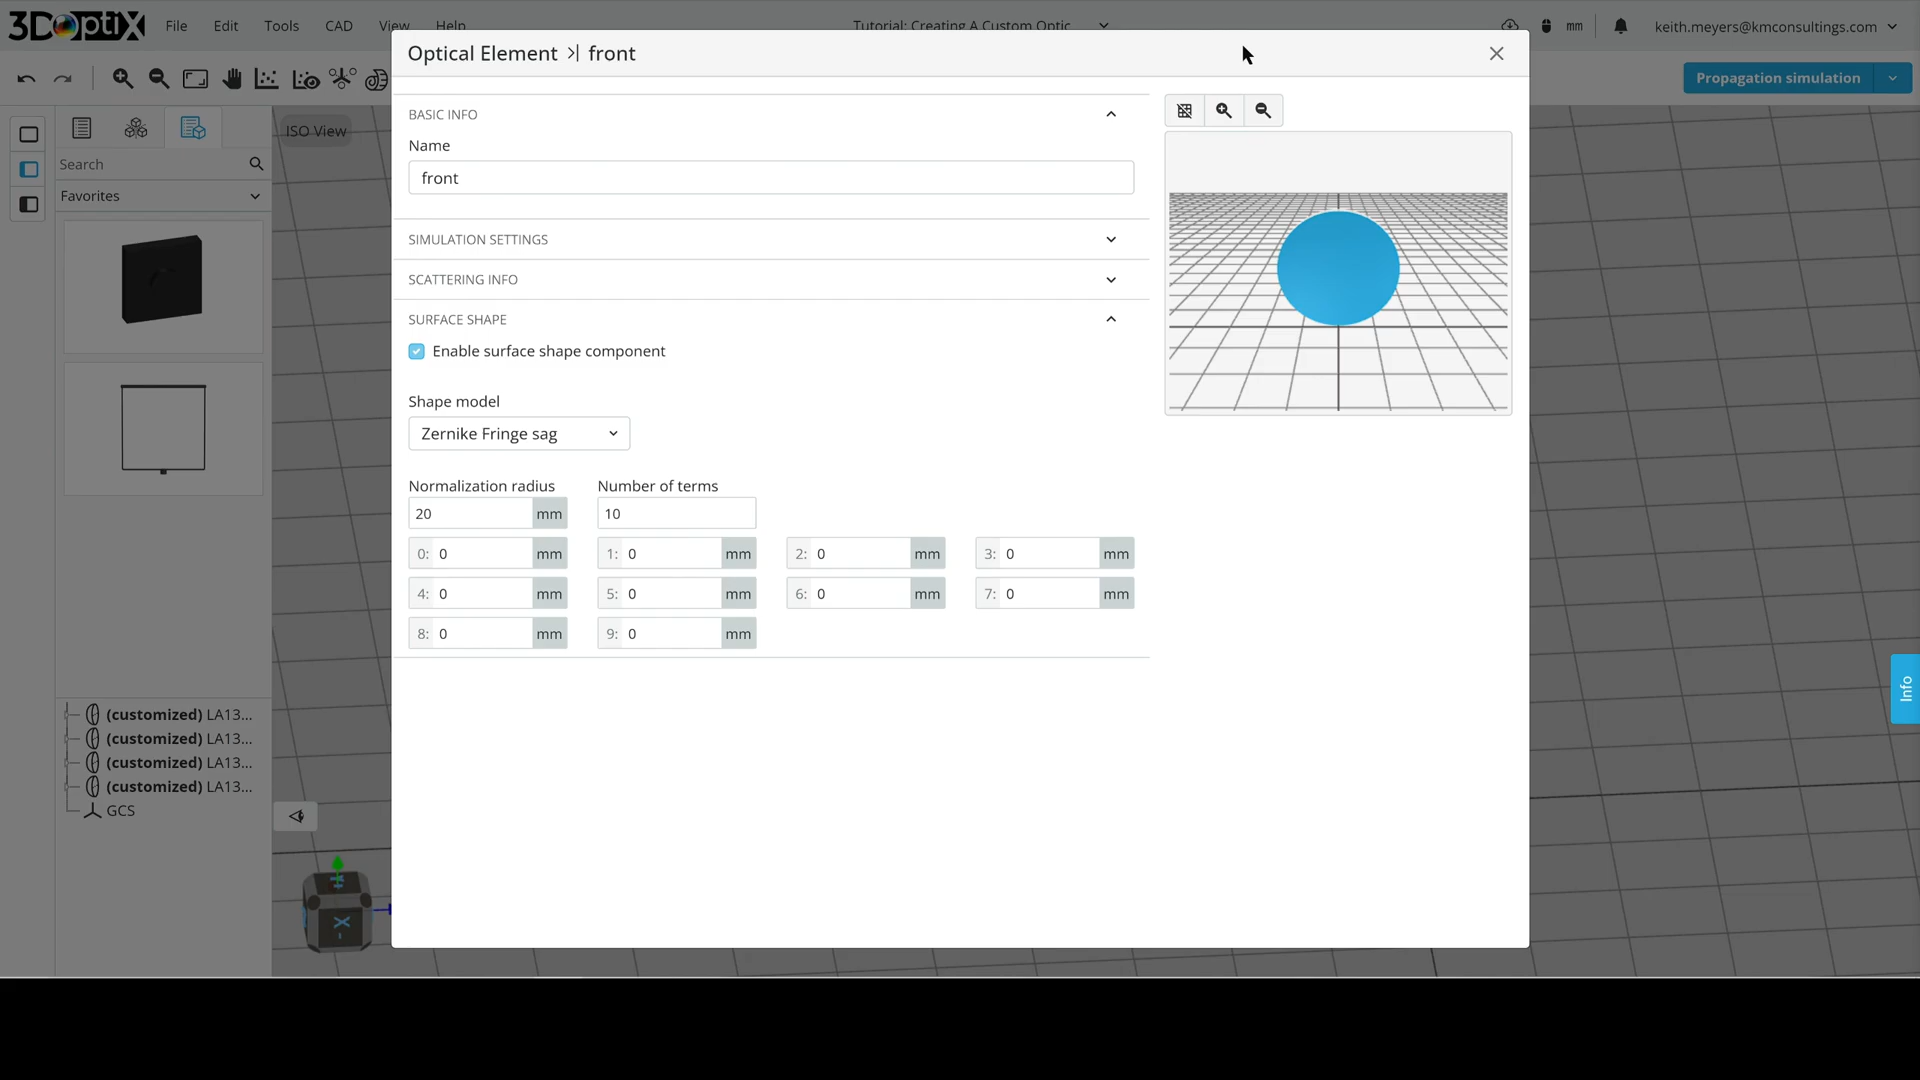 3DOptiX File Edit Tools CAD View Help Tutorial: Creating A Custom Optic mm keith.meyers@kmconsultings.com
Propagation simulation
Search
Favorites
(customized) LA13...
(customized) LA13...
(customized) LA13...
(customized) LA13...
GCS
ISO View
X
Optical Element >| front
BASIC INFO
Name
front
SIMULATION SETTINGS
SCATTERING INFO
SURFACE SHAPE
Enable surface shape component
Shape model
Zernike Fringe sag
Normalization radius Number of terms
20 mm 10
0: 0 mm 1: 0 mm 2: 0 mm 3: 0 mm
4: 0 mm 5: 0 mm 6: 0 mm 7: 0 mm
8: 0 mm 9: 0 mm
Info